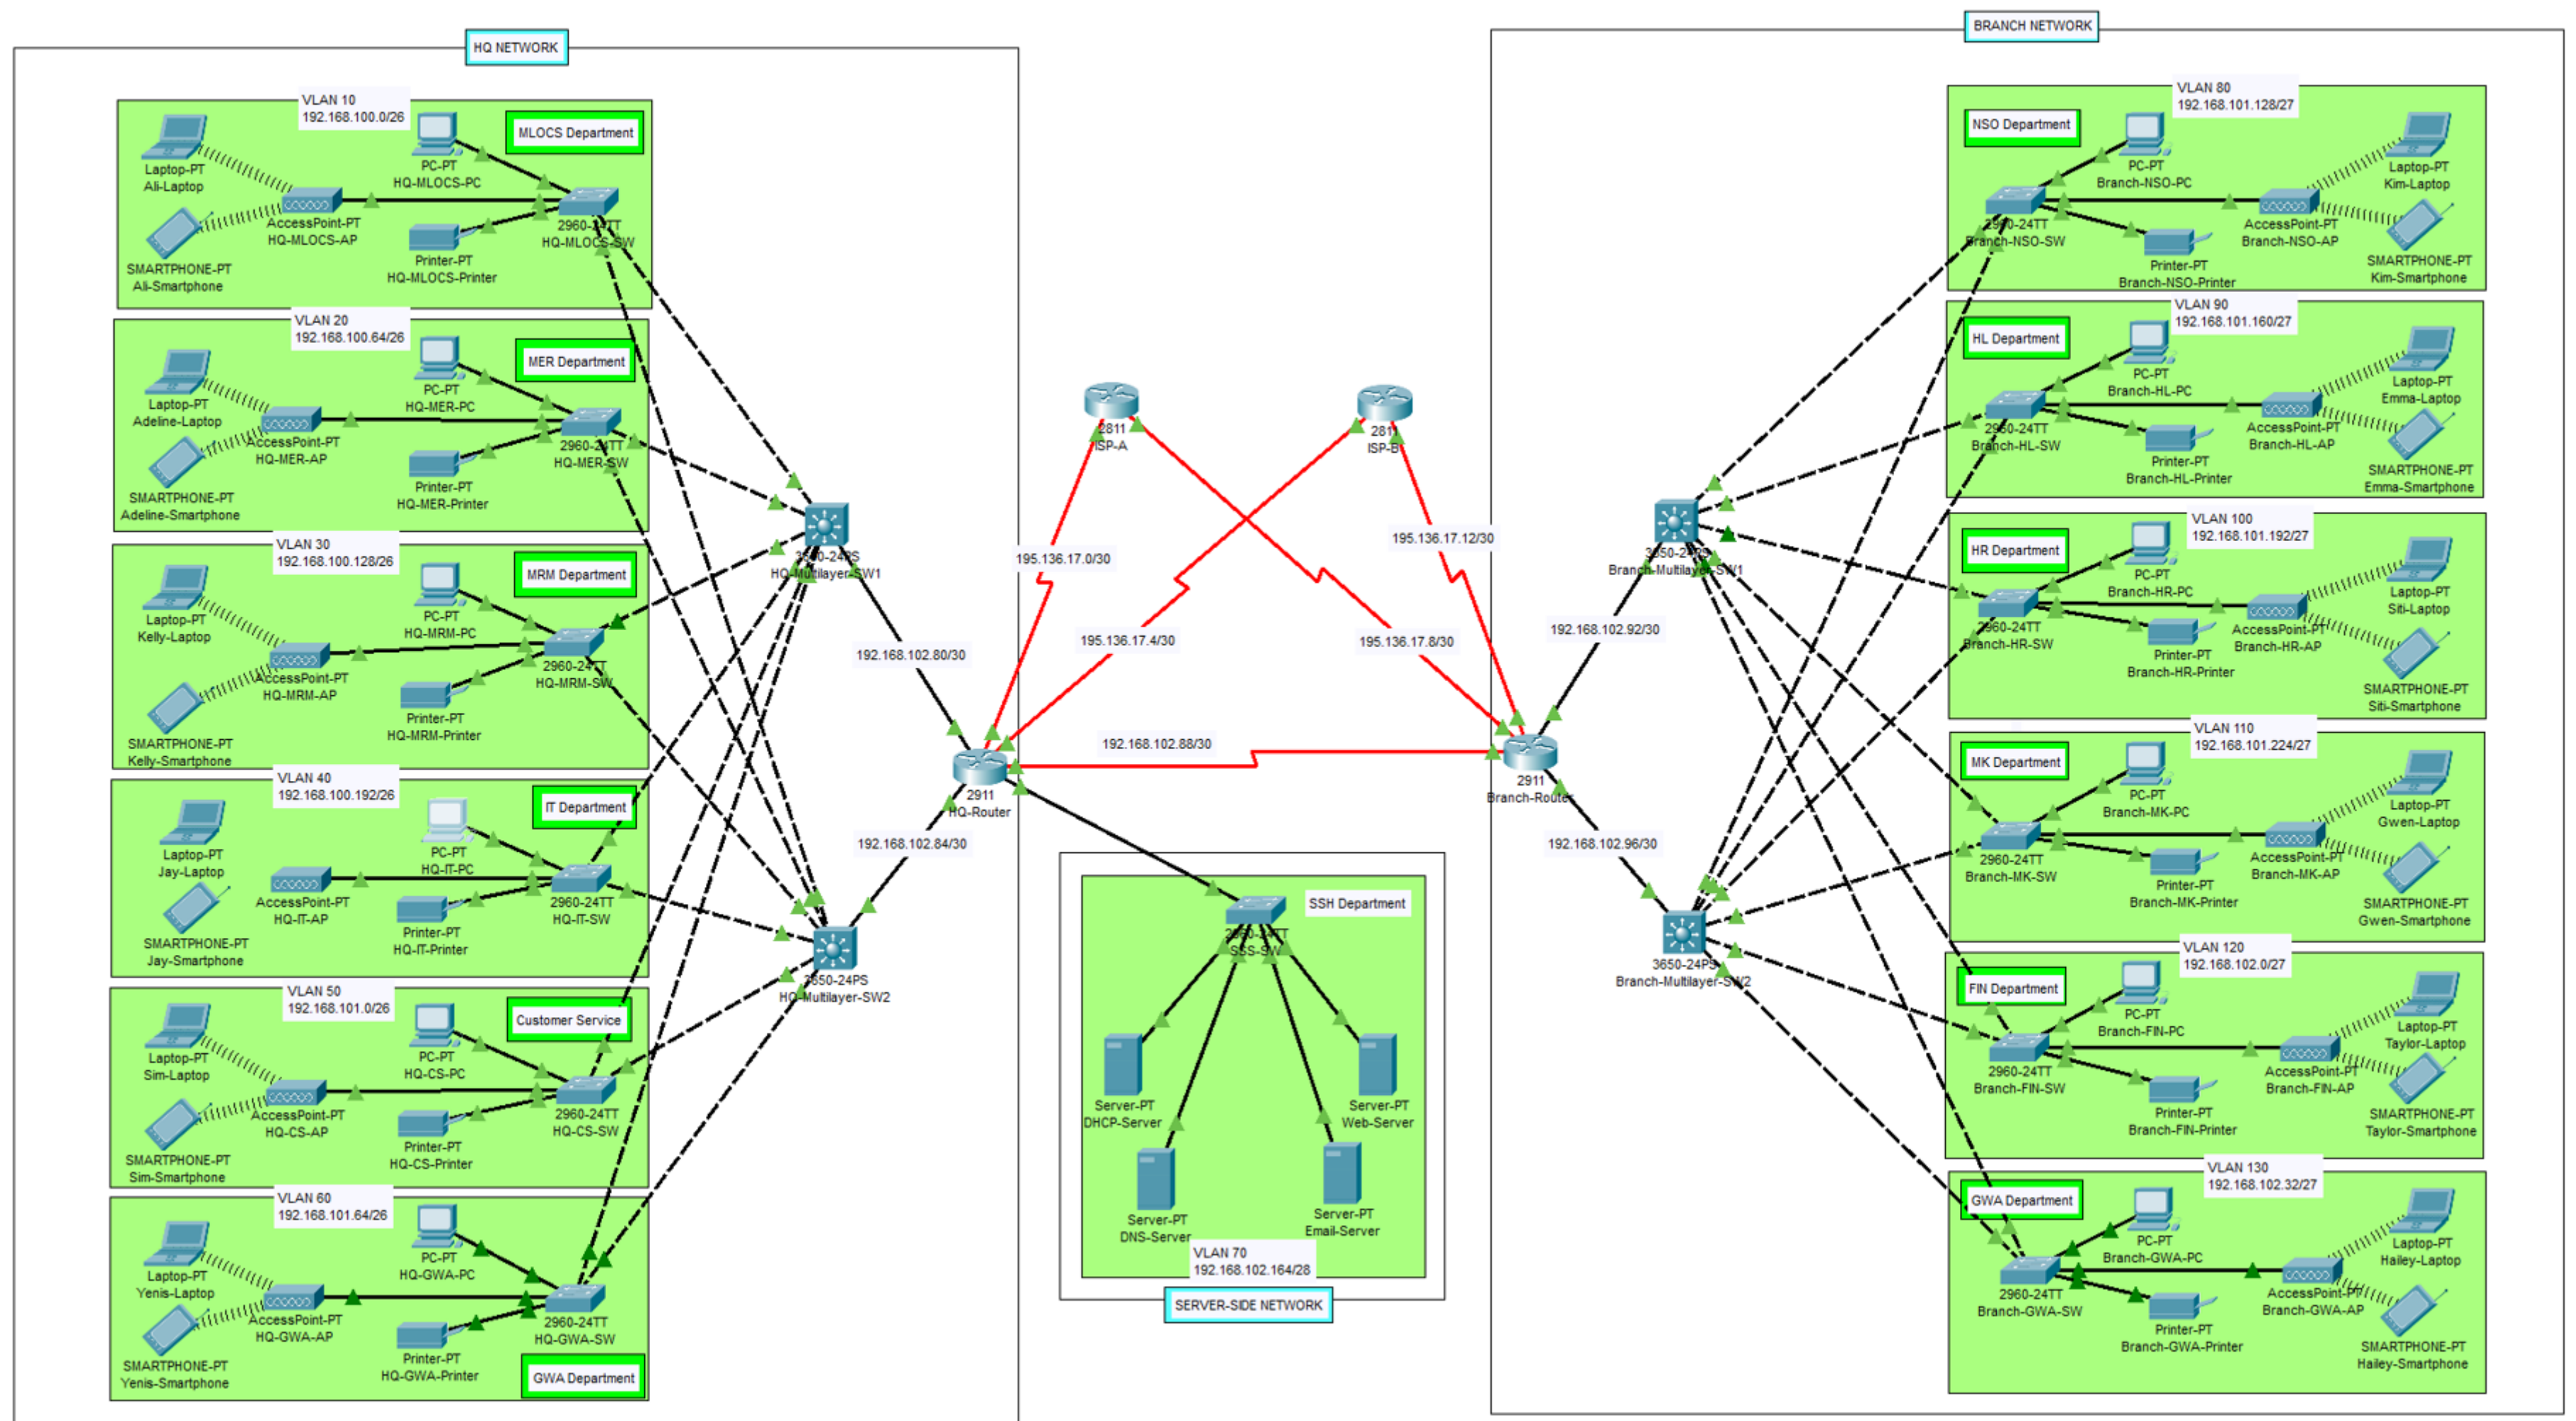 HQ NETWORK
VLAN 10
192.168.100.0/26
MLOCS Department
Laptop-PT
Ali-Laptop
PC-PT
HQ-MLOCS-PC
AccessPoint-PT
HQ-MLOCS-AP
2960-24TT
HQ-MLOCS-SW
Printer-PT
HQ-MLOCS-Printer
SMARTPHONE-PT
Ali-Smartphone
VLAN 20
192.168.100.64/26
MER Department
Laptop-PT
Adeline-Laptop
PC-PT
HQ-MER-PC
AccessPoint-PT
HQ-MER-AP
2960-24TT
HQ-MER-SW
Printer-PT
HQ-MER-Printer
SMARTPHONE-PT
Adeline-Smartphone
VLAN 30
192.168.100.128/26
MRM Department
Laptop-PT
Kelly-Laptop
PC-PT
HQ-MRM-PC
AccessPoint-PT
HQ-MRM-AP
2960-24TT
HQ-MRM-SW
Printer-PT
HQ-MRM-Printer
SMARTPHONE-PT
Kelly-Smartphone
VLAN 40
192.168.100.192/26
IT Department
Laptop-PT
Jay-Laptop
PC-PT
HQ-IT-PC
AccessPoint-PT
HQ-IT-AP
2960-24TT
HQ-IT-SW
Printer-PT
HQ-IT-Printer
SMARTPHONE-PT
Jay-Smartphone
VLAN 50
192.168.101.0/26
Customer Service
Laptop-PT
Sim-Laptop
PC-PT
HQ-CS-PC
AccessPoint-PT
HQ-CS-AP
2960-24TT
HQ-CS-SW
Printer-PT
HQ-CS-Printer
SMARTPHONE-PT
Sim-Smartphone
VLAN 60
192.168.101.64/26
Laptop-PT
Yenis-Laptop
PC-PT
HQ-GWA-PC
AccessPoint-PT
HQ-GWA-AP
2960-24TT
HQ-GWA-SW
Printer-PT
HQ-GWA-Printer
SMARTPHONE-PT
Yenis-Smartphone
GWA Department
3650-24PS
HQ-Multilayer-SW1
192.168.102.80/30
2911
HQ-Router
192.168.102.84/30
3650-24PS
HQ-Multilayer-SW2
2811
ISP-A
2811
ISP-B
195.136.17.0/30
195.136.17.12/30
195.136.17.4/30
195.136.17.8/30
192.168.102.88/30
SSH Department
2960-24TT
SSS-SW
Server-PT
DHCP-Server
Server-PT
Web-Server
Server-PT
DNS-Server
Server-PT
Email-Server
VLAN 70
192.168.102.164/28
SERVER-SIDE NETWORK
BRANCH NETWORK
3650-24PS
Branch-Multilayer-SW1
192.168.102.92/30
2911
Branch-Router
192.168.102.96/30
3650-24PS
Branch-Multilayer-SW2
VLAN 80
192.168.101.128/27
NSO Department
PC-PT
Branch-NSO-PC
Laptop-PT
Kim-Laptop
2960-24TT
Branch-NSO-SW
AccessPoint-PT
Branch-NSO-AP
Printer-PT
Branch-NSO-Printer
SMARTPHONE-PT
Kim-Smartphone
VLAN 90
192.168.101.160/27
HL Department
PC-PT
Branch-HL-PC
Laptop-PT
Emma-Laptop
2960-24TT
Branch-HL-SW
AccessPoint-PT
Branch-HL-AP
Printer-PT
Branch-HL-Printer
SMARTPHONE-PT
Emma-Smartphone
VLAN 100
192.168.101.192/27
HR Department
PC-PT
Branch-HR-PC
Laptop-PT
Siti-Laptop
2960-24TT
Branch-HR-SW
AccessPoint-PT
Branch-HR-AP
Printer-PT
Branch-HR-Printer
SMARTPHONE-PT
Siti-Smartphone
VLAN 110
192.168.101.224/27
MK Department
PC-PT
Branch-MK-PC
Laptop-PT
Gwen-Laptop
2960-24TT
Branch-MK-SW
AccessPoint-PT
Branch-MK-AP
Printer-PT
Branch-MK-Printer
SMARTPHONE-PT
Gwen-Smartphone
VLAN 120
192.168.102.0/27
FIN Department
PC-PT
Branch-FIN-PC
Laptop-PT
Taylor-Laptop
2960-24TT
Branch-FIN-SW
AccessPoint-PT
Branch-FIN-AP
Printer-PT
Branch-FIN-Printer
SMARTPHONE-PT
Taylor-Smartphone
VLAN 130
192.168.102.32/27
GWA Department
PC-PT
Branch-GWA-PC
Laptop-PT
Hailey-Laptop
2960-24TT
Branch-GWA-SW
AccessPoint-PT
Branch-GWA-AP
Printer-PT
Branch-GWA-Printer
SMARTPHONE-PT
Hailey-Smartphone